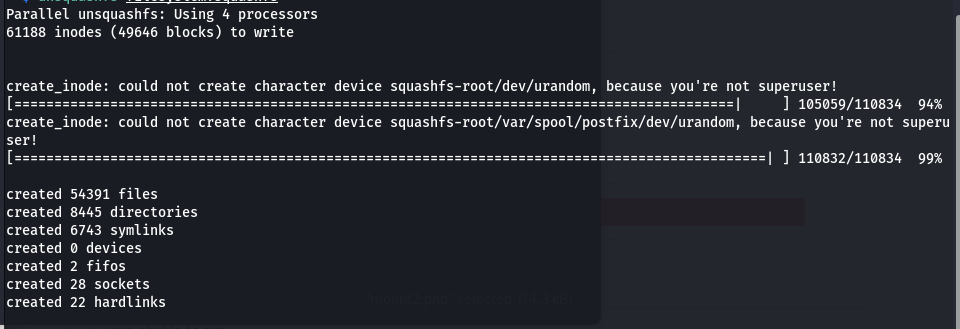 Parallel unsquashfs: Using 4 processors
61188 inodes (49646 blocks) to write
create_inode: could not create character device squashfs-root/dev/urandom, because you're not superuser!
[==========================================================================================|     ] 105059/110834  94%
create_inode: could not create character device squashfs-root/var/spool/postfix/dev/urandom, because you're not superu
ser!
[==============================================================================================| ] 110832/110834  99%
created 54391 files
created 8445 directories
created 6743 symlinks
created 0 devices
created 2 fifos
created 28 sockets
created 22 hardlinks